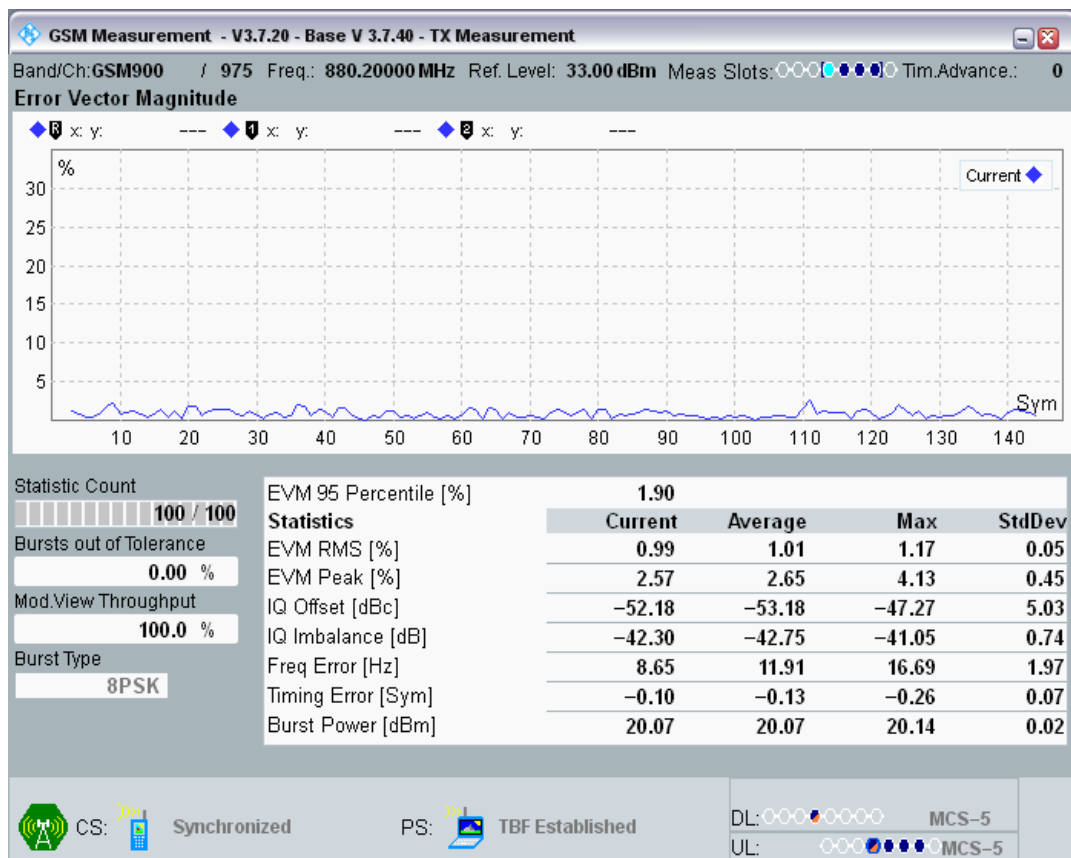 GSM Measurement - V3.7.20 - Base V 3.7.40 - TX Measurement
Band/Ch:GSM900 / 975 Freq.: 880.20000 MHz Ref. Level: 33.00 dBm Meas Slots: Tim.Advance.: 0
Error Vector Magnitude
R x: y: --- 1 x: y: --- 2 x: y: ---
%
Current
30
25
20
15
10
5
Sym
10 20 30 40 50 60 70 80 90 100 110 120 130 140
Statistic Count
100 / 100
Bursts out of Tolerance
0.00 %
Mod.View Throughput
100.0 %
Burst Type
8PSK
EVM 95 Percentile [%] 1.90
Statistics Current Average Max StdDev
EVM RMS [%] 0.99 1.01 1.17 0.05
EVM Peak [%] 2.57 2.65 4.13 0.45
IQ Offset [dBc] −52.18 −53.18 −47.27 5.03
IQ Imbalance [dB] −42.30 −42.75 −41.05 0.74
Freq Error [Hz] 8.65 11.91 16.69 1.97
Timing Error [Sym] −0.10 −0.13 −0.26 0.07
Burst Power [dBm] 20.07 20.07 20.14 0.02
CS: Synchronized PS: TBF Established
DL: MCS−5
UL: MCS−5